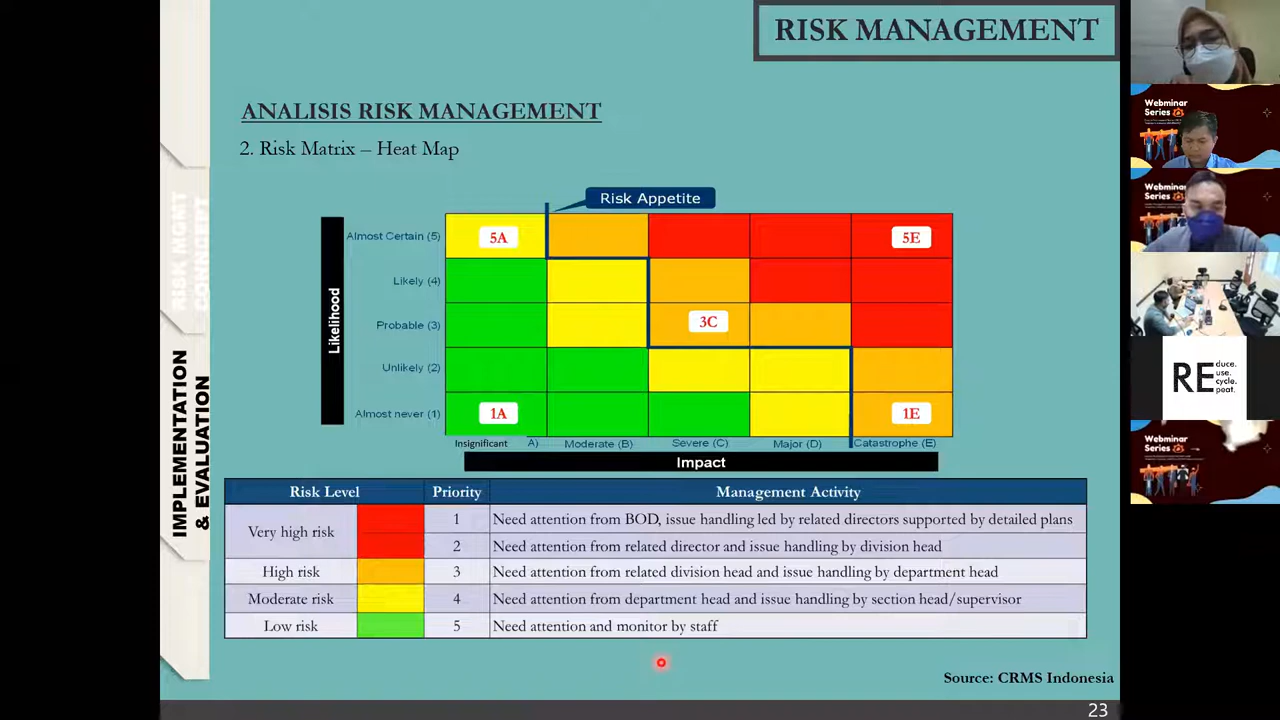 RISK MANAGEMENT
ANALISIS RISK MANAGEMENT
2. Risk Matrix – Heat Map
Risk Appetite
Likelihood
Almost Certain (5)
5A
5E
Likely (4)
Probable (3)
3C
Unlikely (2)
Almost never (1)
1A
1E
Insignificant A)
Moderate (B)
Severe (C)
Major (D)
Catastrophe (E)
Impact
RISK MGMT
IMPLEMENTATION
& EVALUATION
Risk Level Priority Management Activity
Very high risk 1 Need attention from BOD, issue handling led by related directors supported by detailed plans
2 Need attention from related director and issue handling by division head
High risk 3 Need attention from related division head and issue handling by department head
Moderate risk 4 Need attention from department head and issue handling by section head/supervisor
Low risk 5 Need attention and monitor by staff
Source: CRMS Indonesia
23
Webminar
Series
Webminar
Series
RE
duce.
use.
cycle.
peat.
Webminar
Series